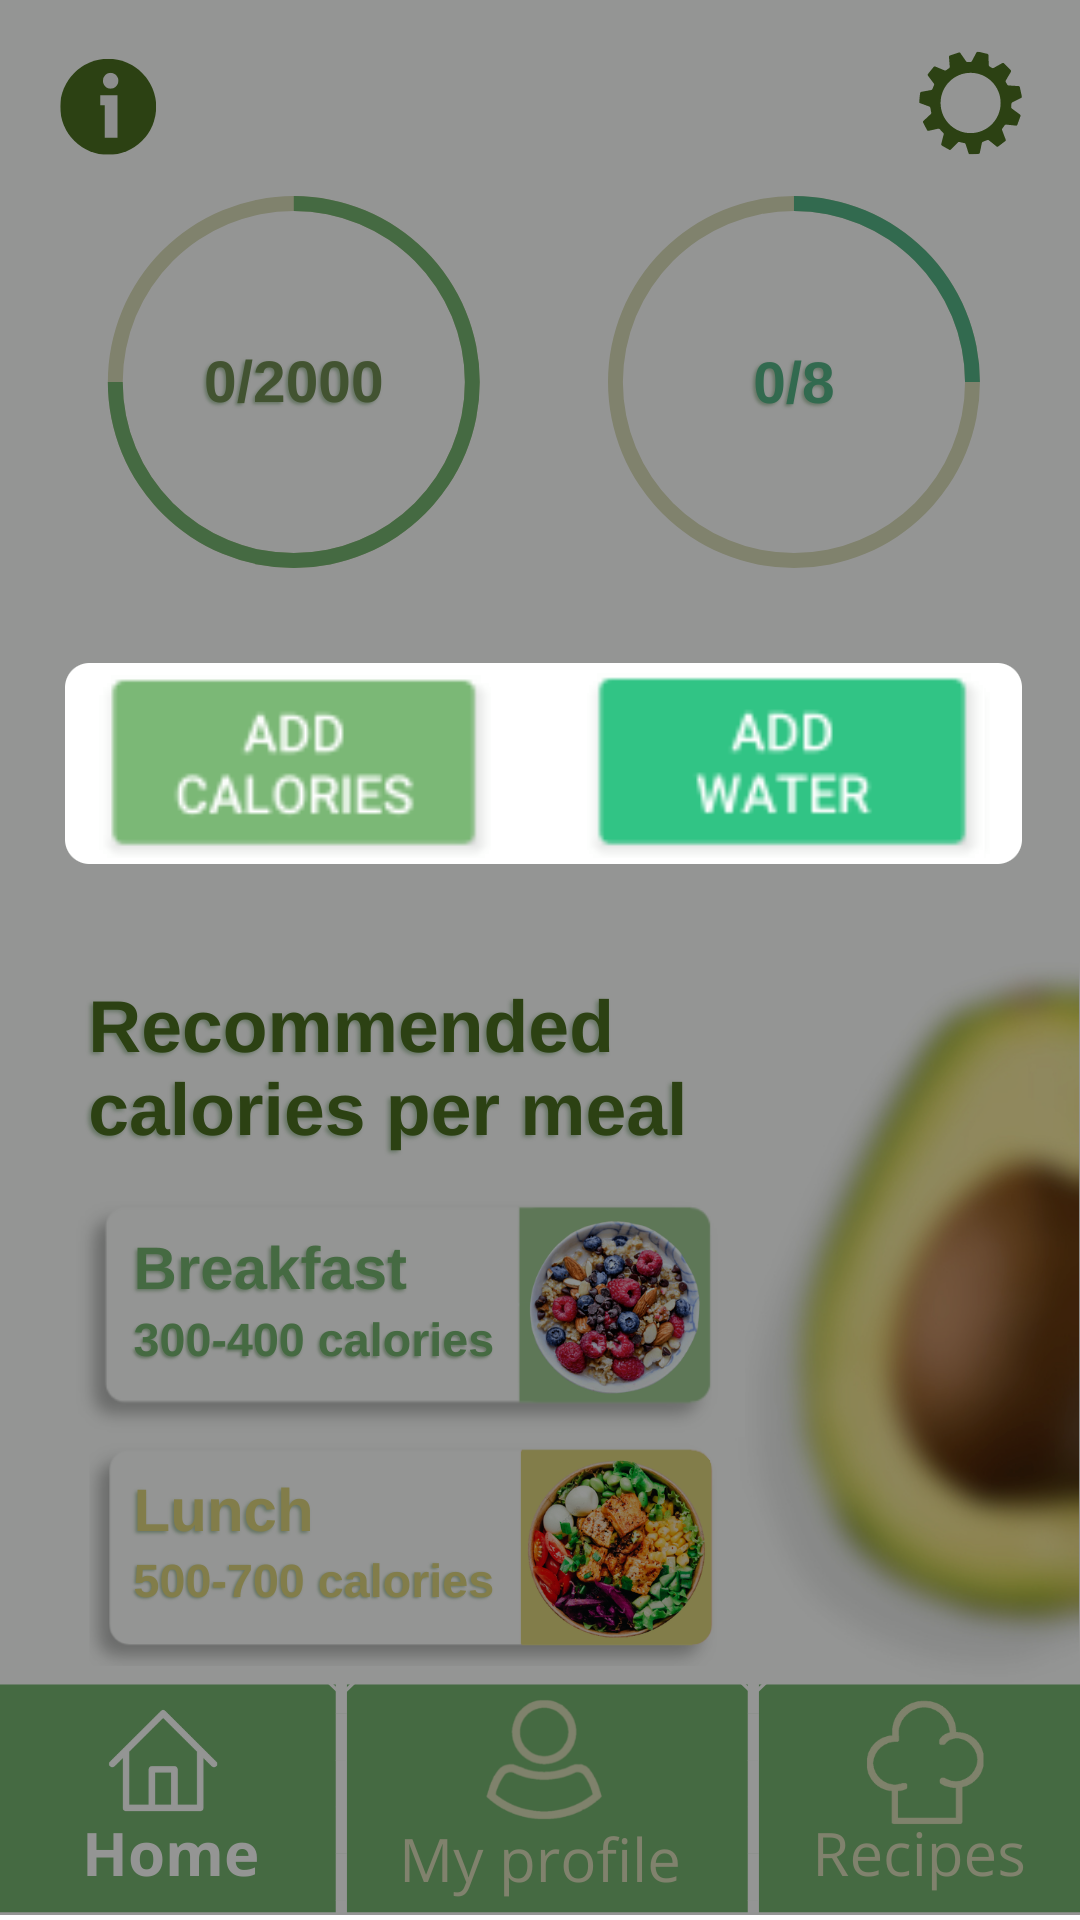 i
0/2000
0/8
ADD
CALORIES
ADD
WATER
Recommended
calories per meal
Breakfast
300-400 calories
Lunch
500-700 calories
Home
My profile
Recipes